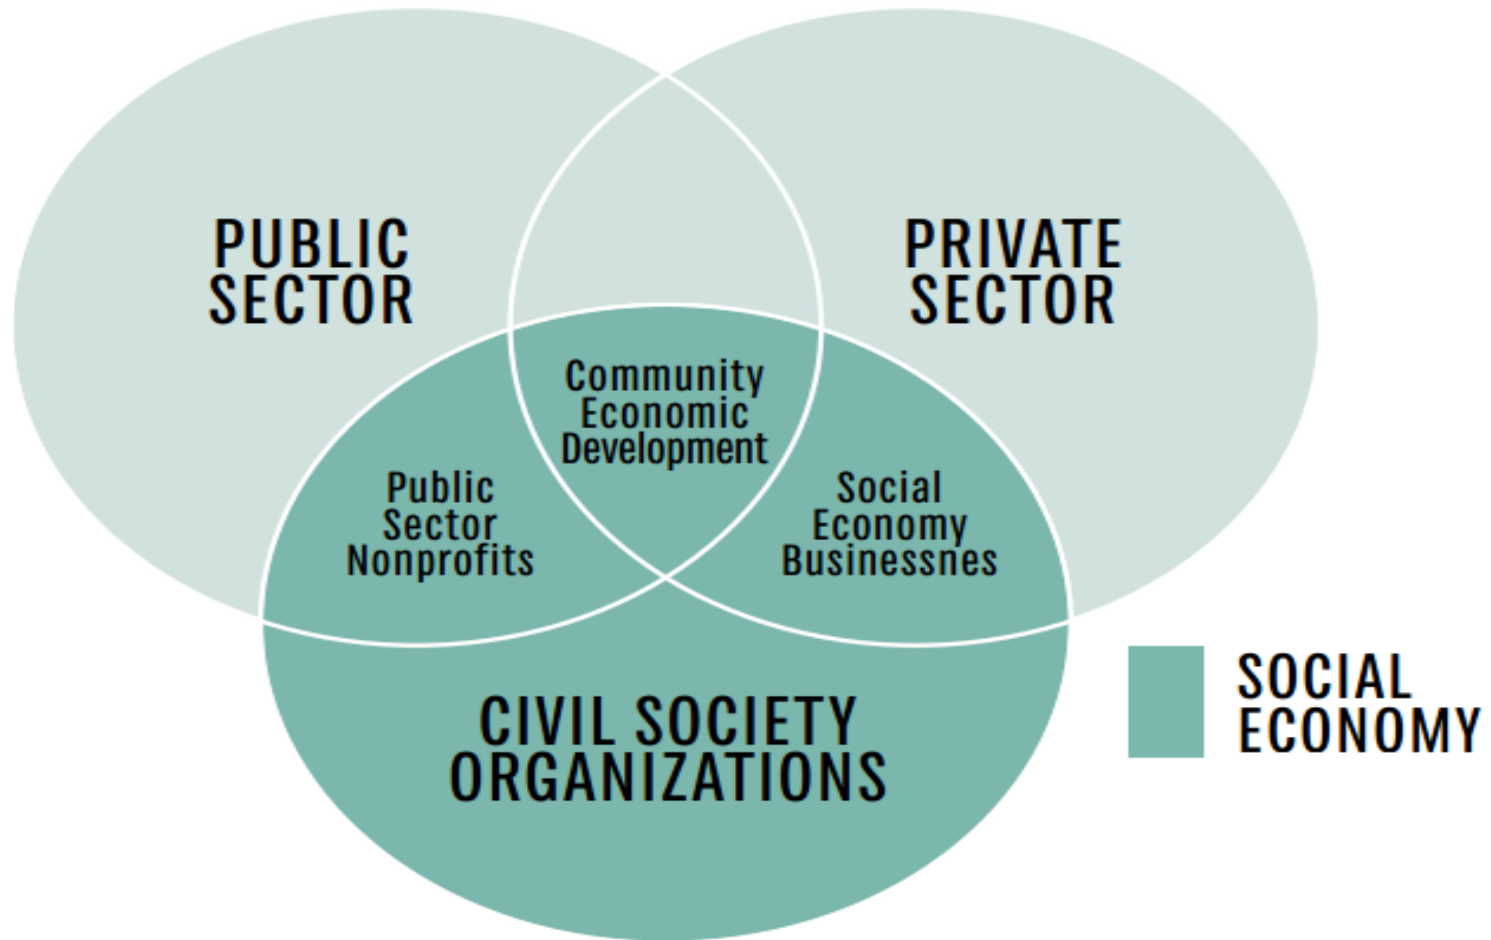 PUBLIC
SECTOR
PRIVATE
SECTOR
Community
Economic
Development
Public
Sector
Nonprofits
Social
Economy
Businessnes
CIVIL SOCIETY
ORGANIZATIONS
SOCIAL
ECONOMY